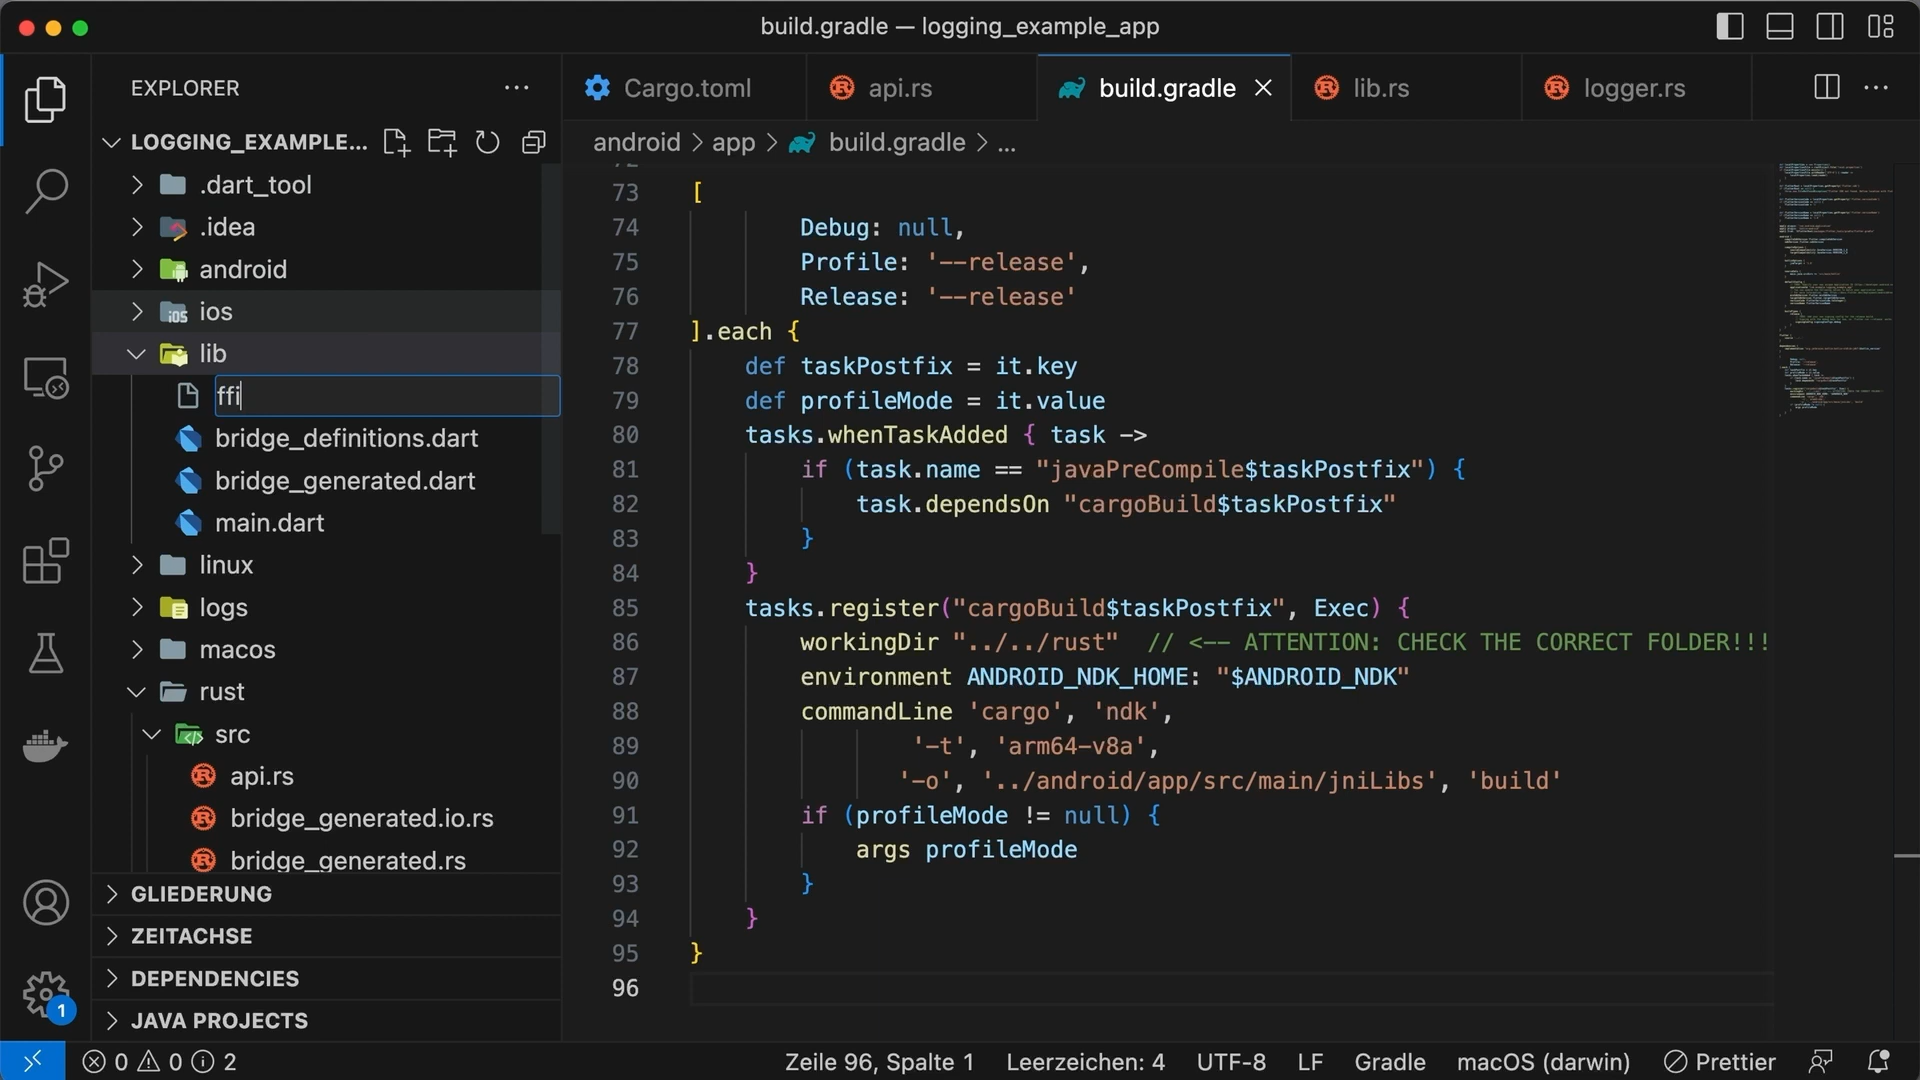 build.gradle — logging_example_app
EXPLORER
LOGGING_EXAMPLE...
.dart_tool
.idea
android
ios
lib
ffi
bridge_definitions.dart
bridge_generated.dart
main.dart
linux
logs
macos
rust
src
api.rs
bridge_generated.io.rs
bridge_generated.rs
GLIEDERUNG
ZEITACHSE
DEPENDENCIES
JAVA PROJECTS
Cargo.toml
api.rs
build.gradle
lib.rs
logger.rs
android > app > build.gradle > ...
73 [
74 Debug: null,
75 Profile: '--release',
76 Release: '--release'
77 ].each {
78 def taskPostfix = it.key
79 def profileMode = it.value
80 tasks.whenTaskAdded { task ->
81 if (task.name == "javaPreCompile$taskPostfix") {
82 task.dependsOn "cargoBuild$taskPostfix"
83 }
84 }
85 tasks.register("cargoBuild$taskPostfix", Exec) {
86 workingDir "../../rust" // <-- ATTENTION: CHECK THE CORRECT FOLDER!!!
87 environment ANDROID_NDK_HOME: "$ANDROID_NDK"
88 commandLine 'cargo', 'ndk',
89 '-t', 'arm64-v8a',
90 '-o', '../android/app/src/main/jniLibs', 'build'
91 if (profileMode != null) {
92 args profileMode
93 }
94 }
95 }
96
1
0 0 2
Zeile 96, Spalte 1
Leerzeichen: 4
UTF-8
LF
Gradle
macOS (darwin)
Prettier